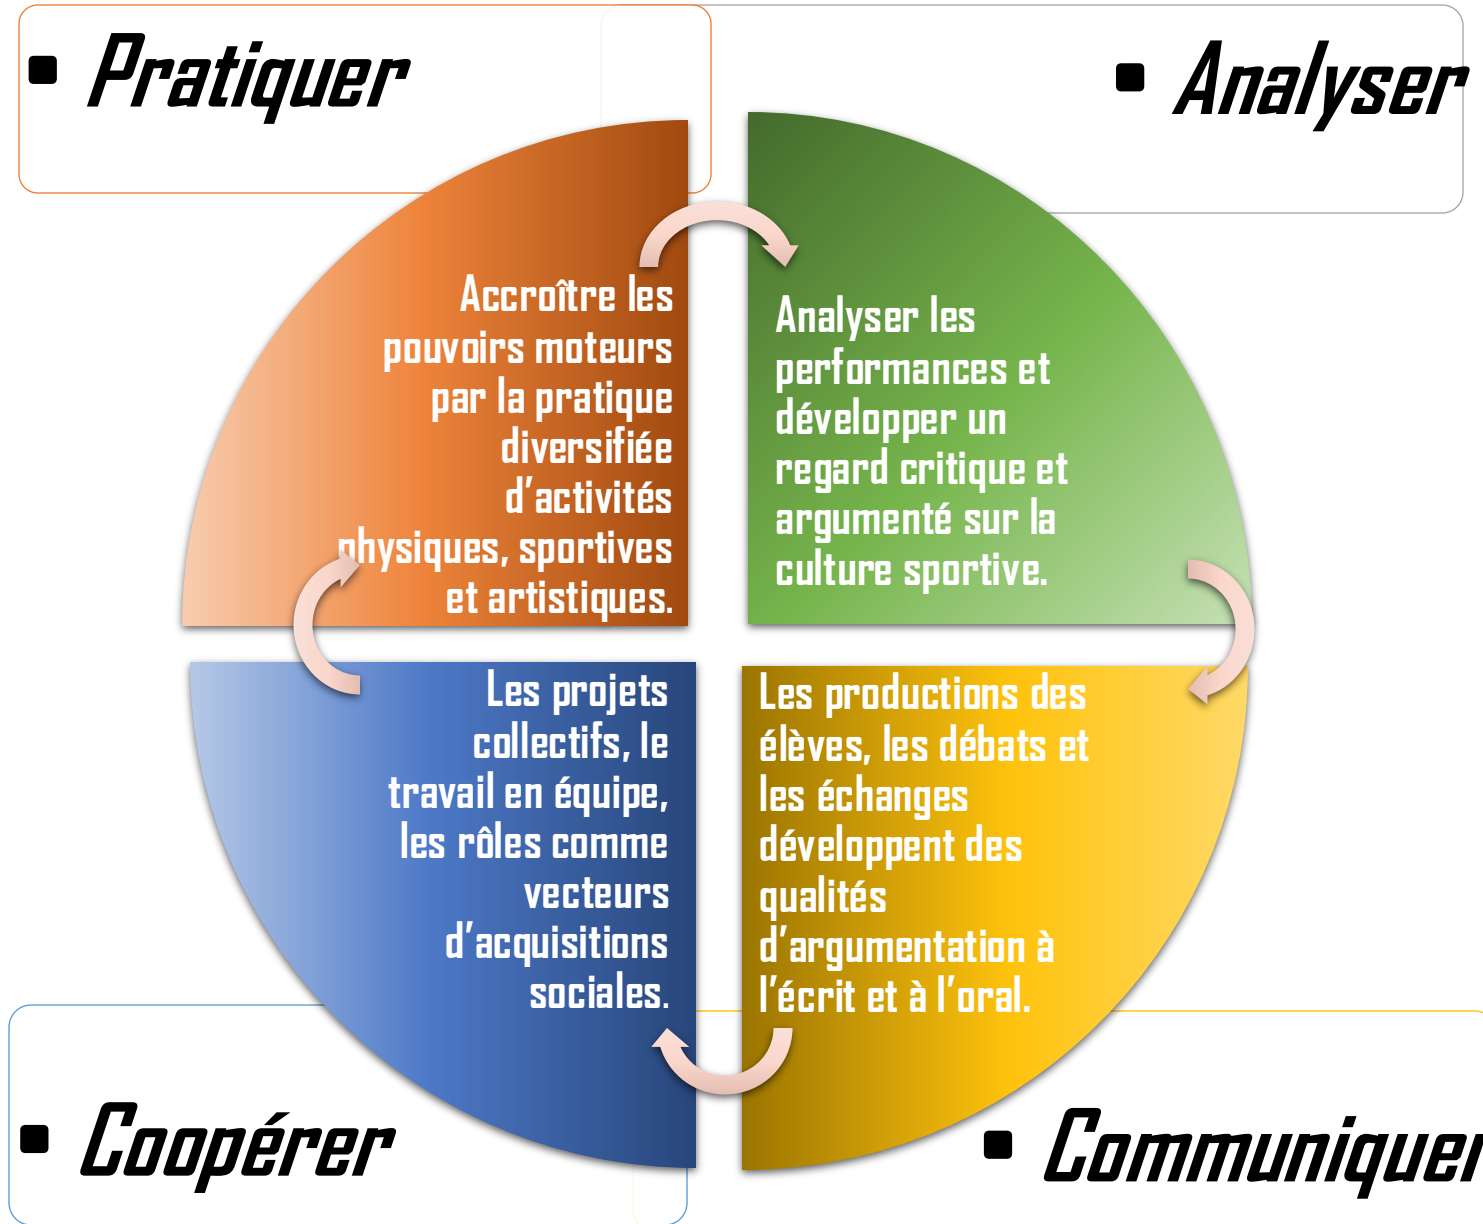 ▪ Pratiquer
▪ Analyser
Accroître les
pouvoirs moteurs
par la pratique
diversifiée
d’activités
physiques, sportives
et artistiques.
Analyser les
performances et
développer un
regard critique et
argumenté sur la
culture sportive.
Les projets
collectifs, le
travail en équipe,
les rôles comme
vecteurs
d’acquisitions
sociales.
Les productions des
élèves, les débats et
les échanges
développent des
qualités
d’argumentation à
l’écrit et à l’oral.
▪ Coopérer
▪ Communiquer